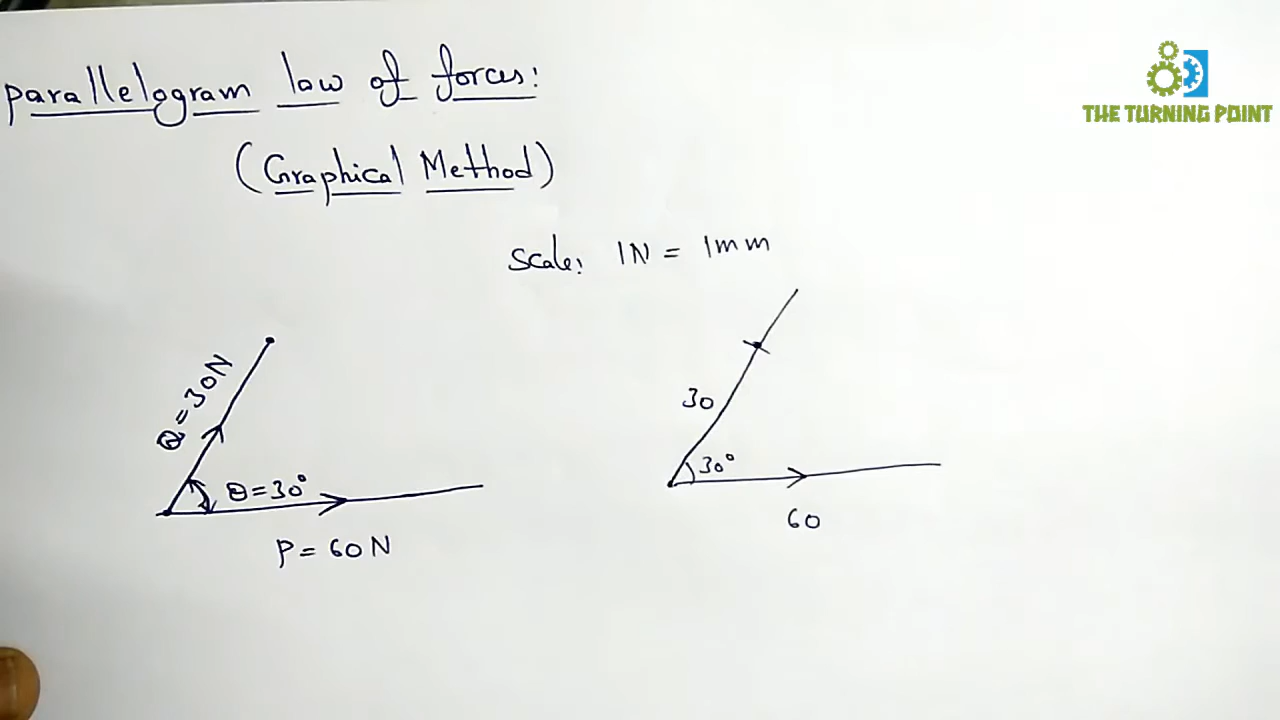 parallelogram law of forces:
(Graphical Method)
THE TURNING POINT
Scale: 1N = 1mm
Q = 30N
θ = 30°
P = 60N
30
30°
60